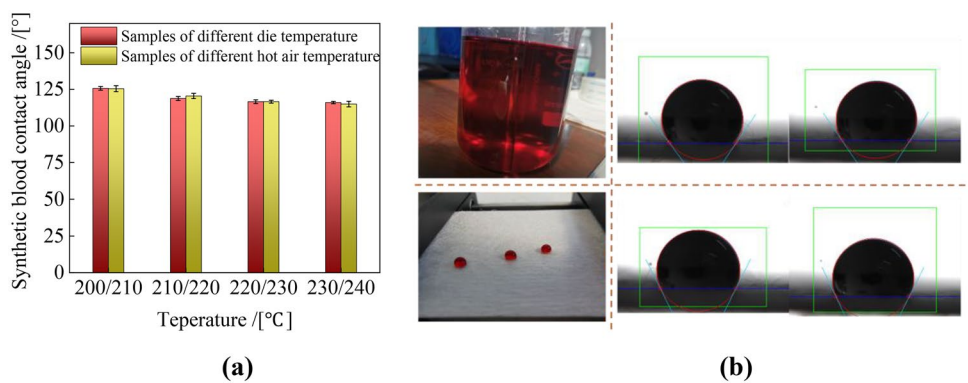 Synthetic blood contact angle /[°]
150
125
100
75
50
25
0
Samples of different die temperature
Samples of different hot air temperature
200/210 210/220 220/230 230/240
Teperature /[℃]
(a)
(b)